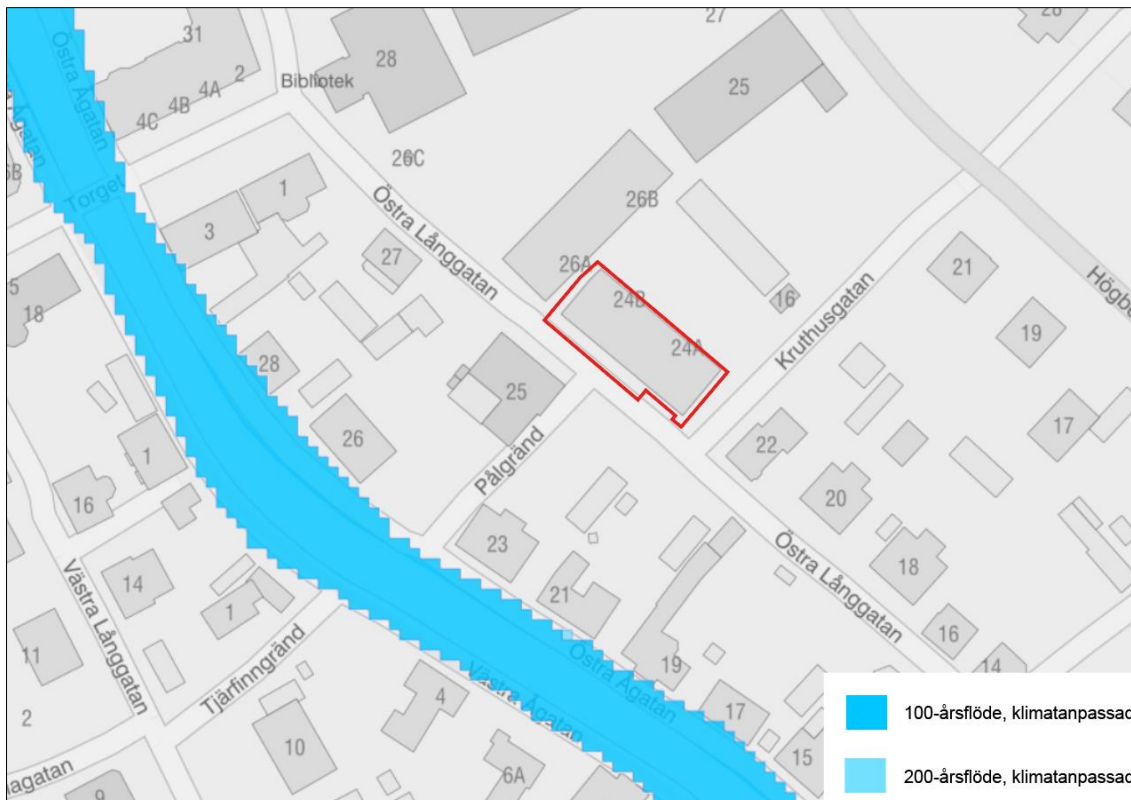 31
2
4A
4B
4C
Östra Ågatan
Ågatan
Bibliotek
28
27
25
28
26C
26B
26A
Östra Långgatan
1
3
27
Torget
6B
5
18
28
26
25
24B
24A
16
Kruthusgatan
21
19
17
Pålgränd
22
20
18
16
14
Östra Långgatan
1
16
14
1
11
2
Västra Långgatan
Tjärfinngränd
23
21
19
17
15
Östra Ågatan
Västra Ågatan
4
6A
10
9
100-årsflöde, klimatanpassad
200-årsflöde, klimatanpassad